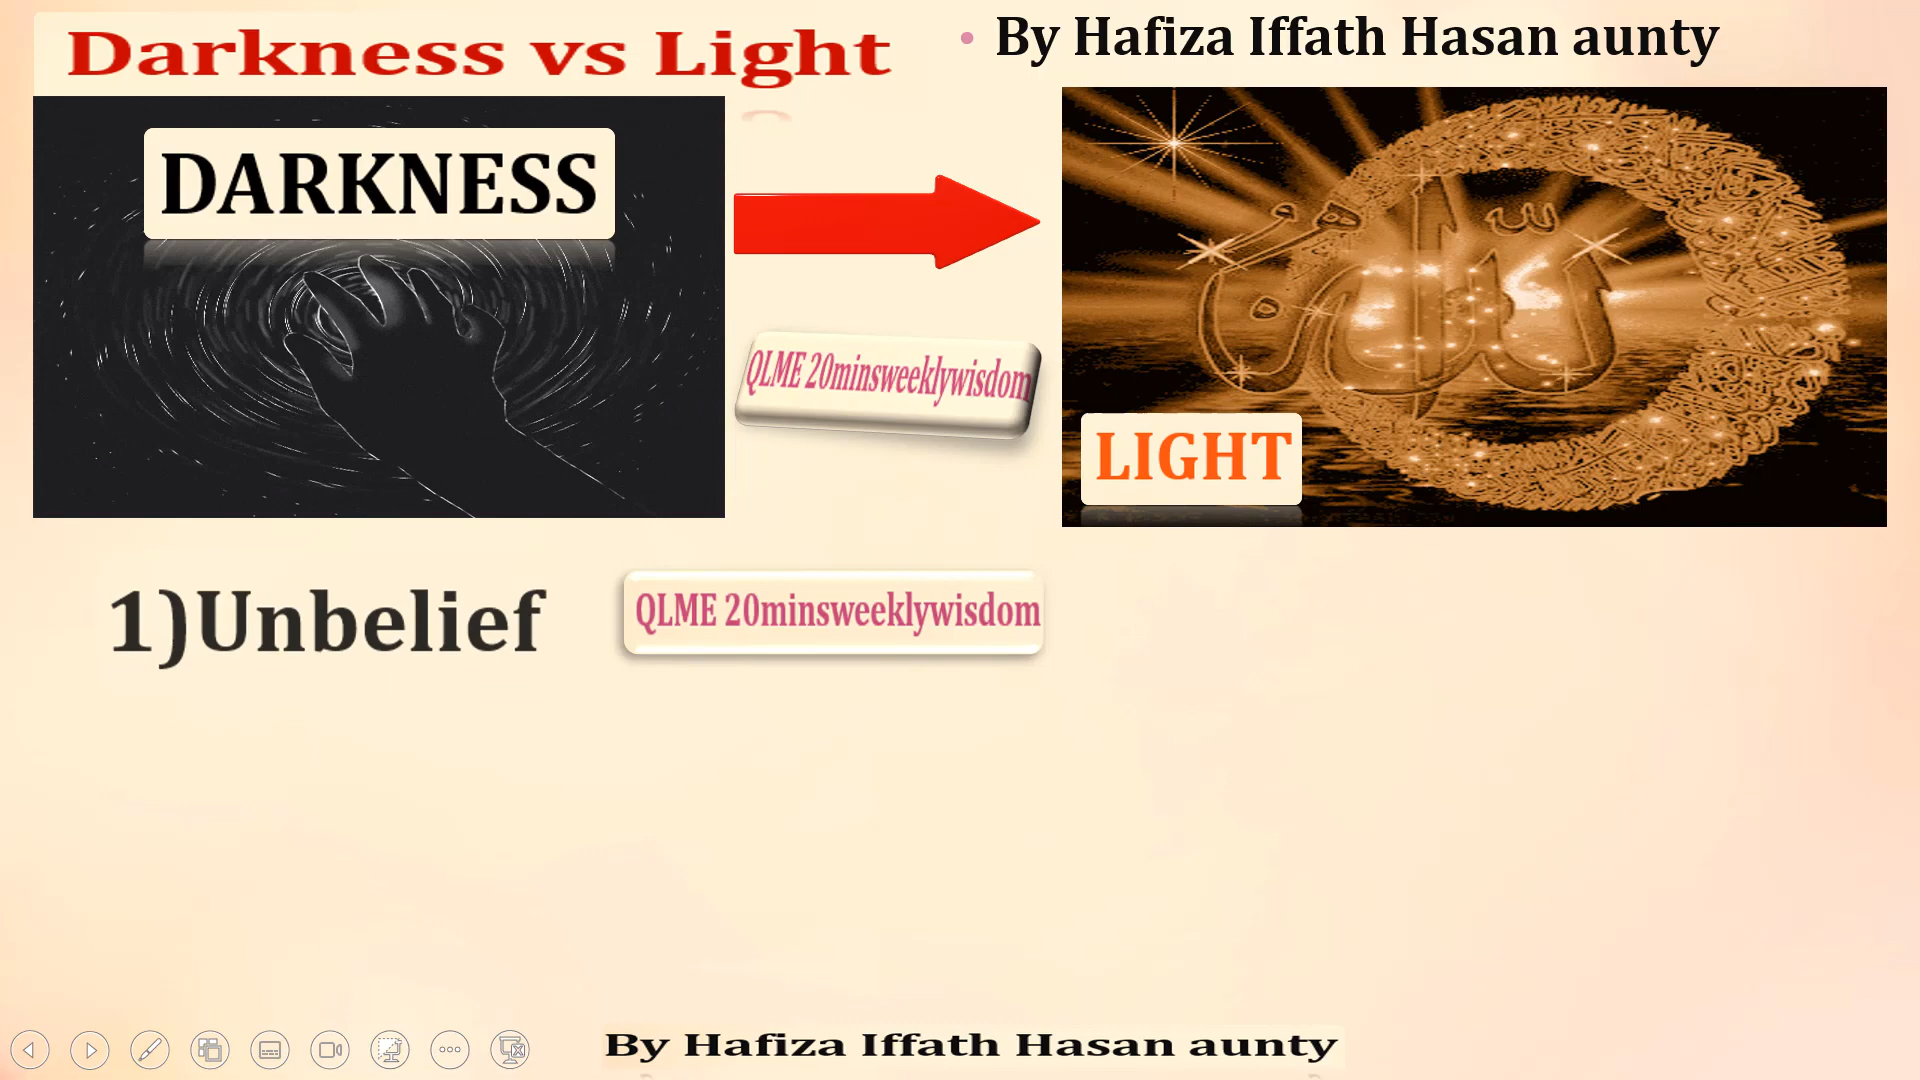 Darkness vs Light
By Hafiza Iffath Hasan aunty
DARKNESS
QLME 20minsweeklywisdom
LIGHT
1)Unbelief
QLME 20minsweeklywisdom
By Hafiza Iffath Hasan aunty